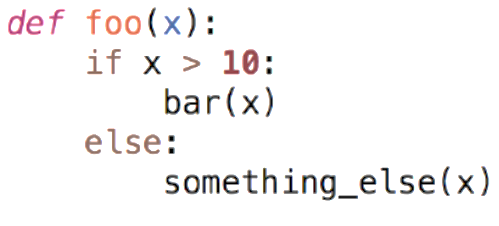 def foo(x):
    if x > 10:
        bar(x)
    else:
        something_else(x)